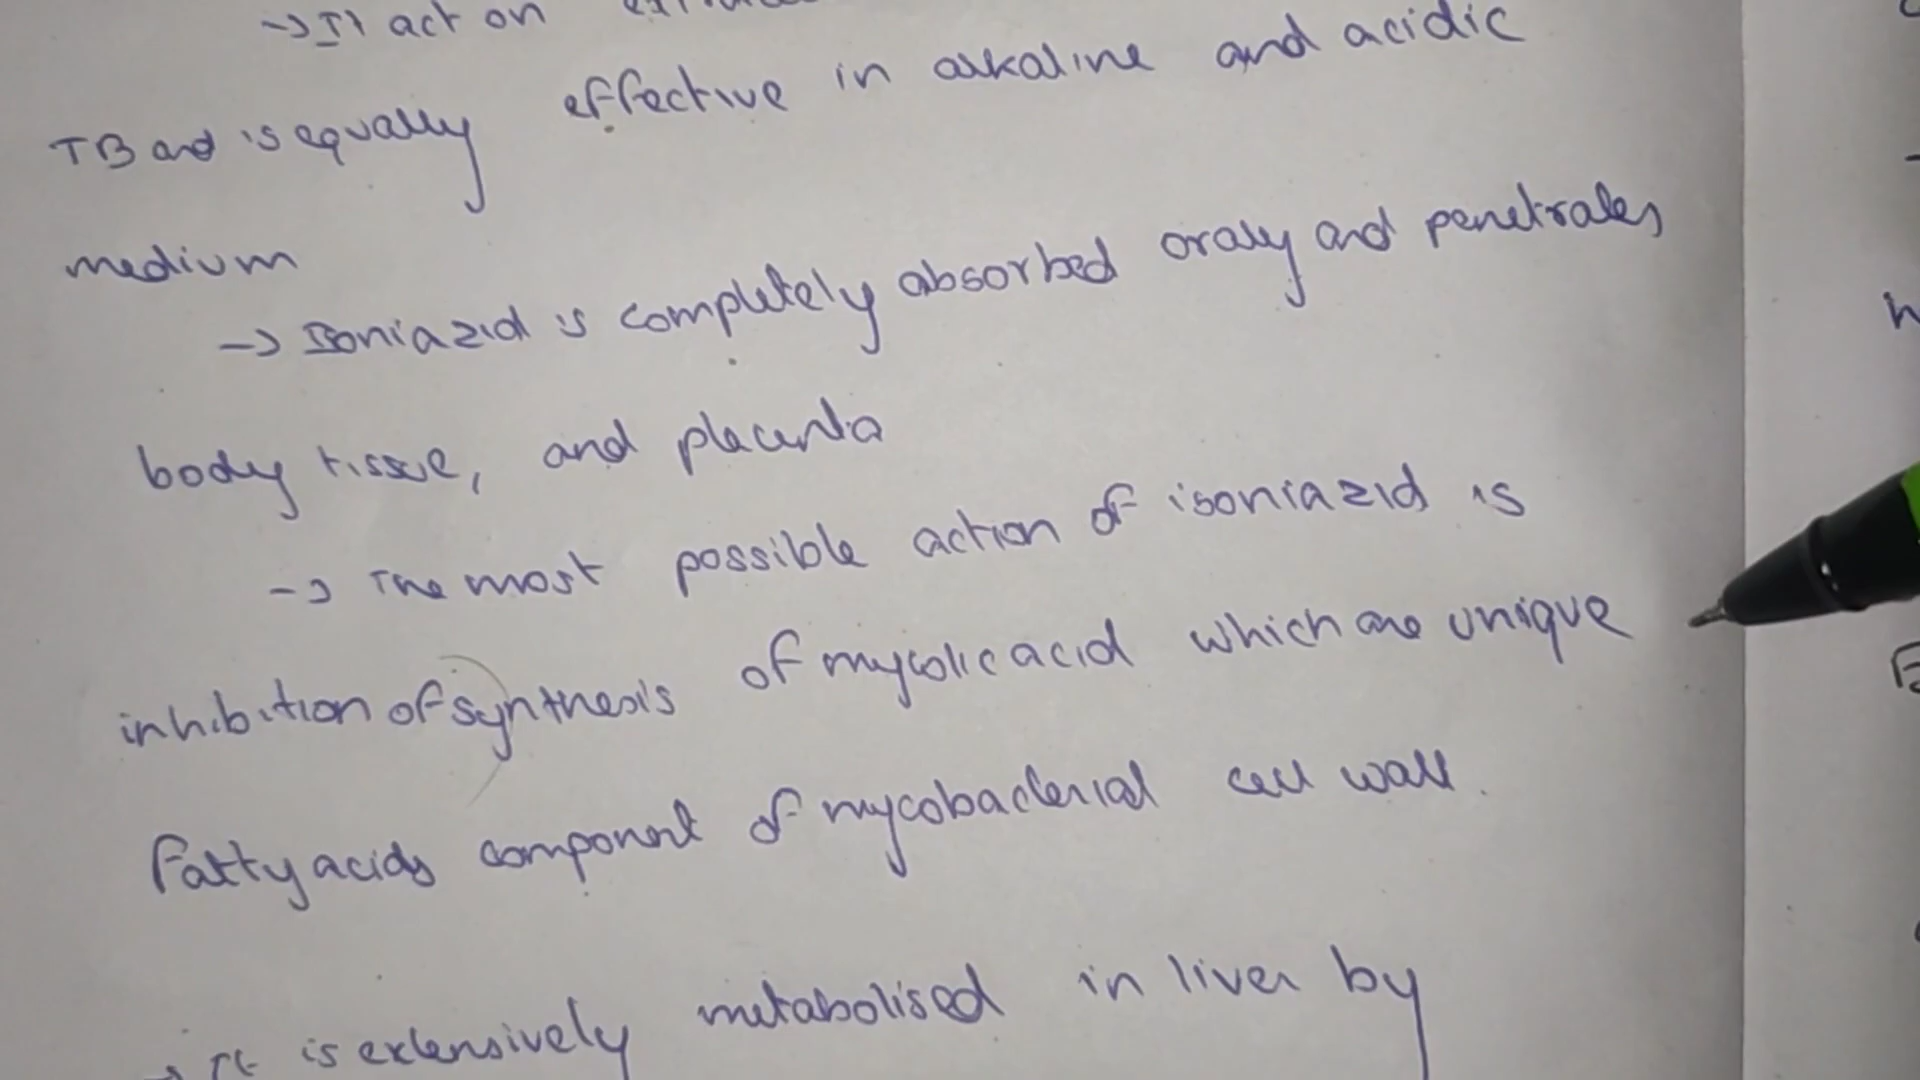 → It act on
TB and is equally effective in alkaline and acidic
medium
→ Isoniazid is completely absorbed oraly and penetrates
body tissue, and placenta
→ The most possible action of isoniazid is
inhibition of synthesis of mycolic acid which are unique
fatty acids component of mycobacterial cell wall.
→ It is extensively metabolised in liver by